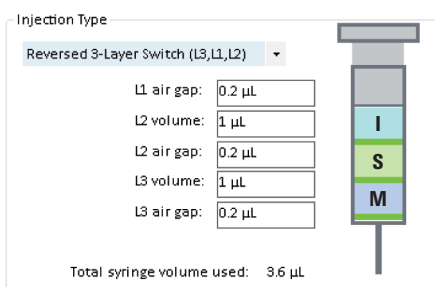 Injection Type
Reversed 3-Layer Switch (L3,L1,L2)
L1 air gap: 0.2 µL
L2 volume: 1 µL
L2 air gap: 0.2 µL
L3 volume: 1 µL
L3 air gap: 0.2 µL
I
S
M
Total syringe volume used: 3.6 µL